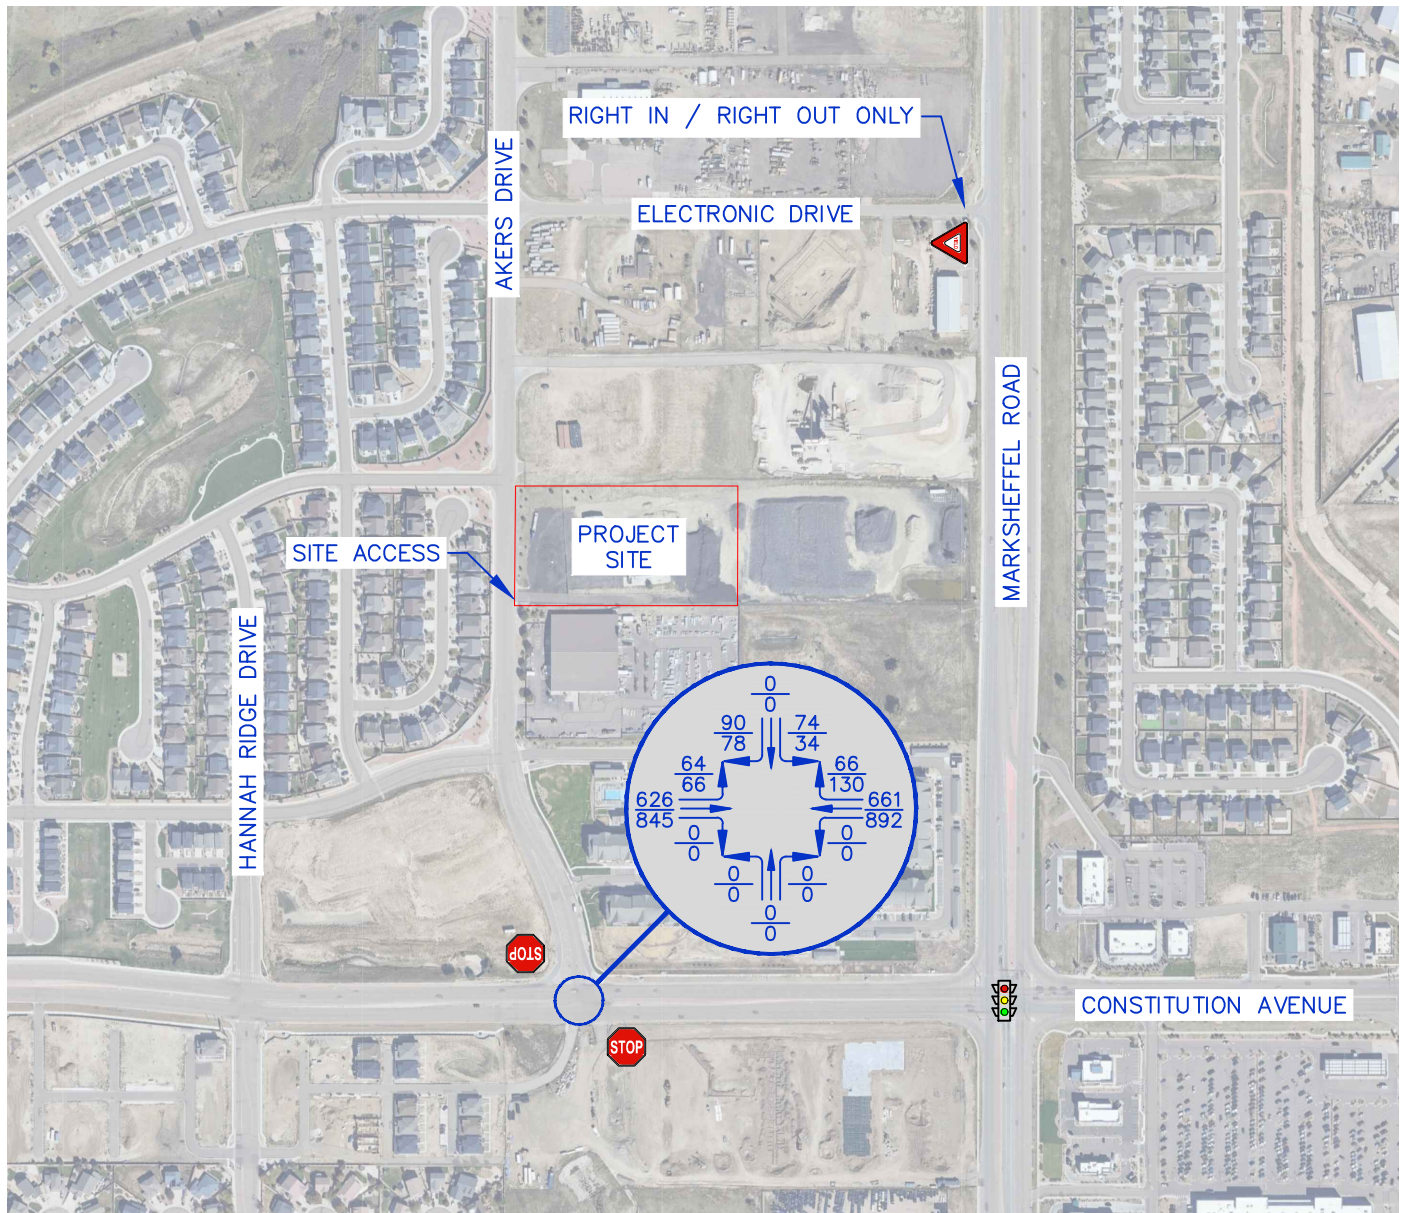 RIGHT IN / RIGHT OUT ONLY
AKERS DRIVE
ELECTRONIC DRIVE
MARKSHEFFEL ROAD
PROJECT
SITE
SITE ACCESS
HANNAH RIDGE DRIVE
0
0
90
78
74
34
64
66
66
130
626
845
661
892
0
0
0
0
0
0
0
0
0
0
STOP
CONSTITUTION AVENUE
STOP